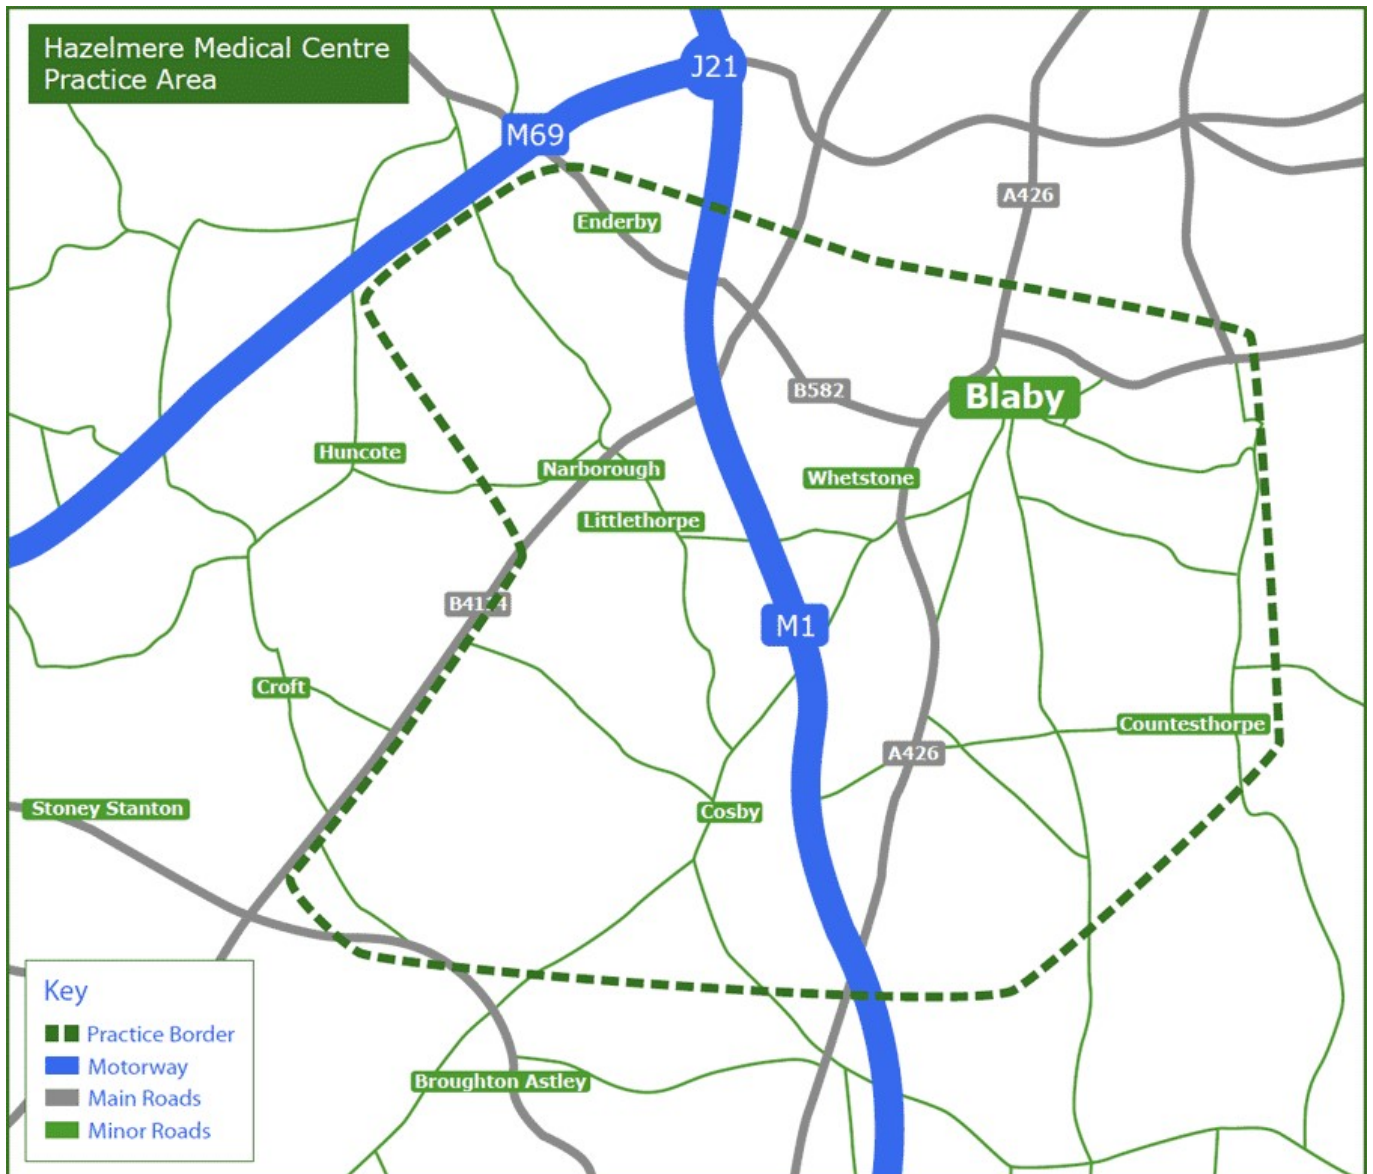 Hazelmere Medical Centre
Practice Area
J21
M69
A426
Enderby
B582
Blaby
Huncote
Narborough
Whetstone
Littlethorpe
M1
Croft
Countesthorpe
A426
Stoney Stanton
Cosby
Key
Practice Border
Motorway
Main Roads
Minor Roads
Broughton Astley